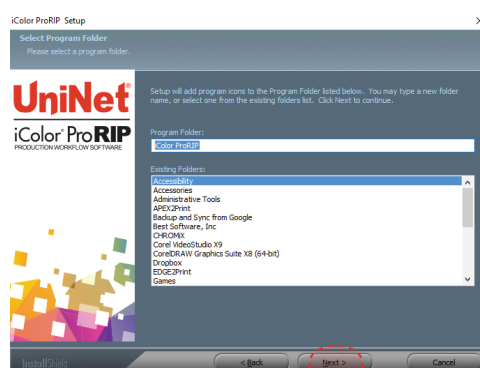 iColor ProRIP Setup
Select Program Folder
Please select a program folder.
UniNet
iColor® ProRIP
PRODUCTION WORKFLOW SOFTWARE
Setup will add program icons to the Program Folder listed below. You may type a new folder
name, or select one from the existing folders list. Click Next to continue.
Program Folder:
iColor ProRIP
Existing Folders:
Accessibility
Accessories
Administrative Tools
APEX2Print
Backup and Sync from Google
Best Software, Inc
CHROMiX
Corel VideoStudio X9
CorelDRAW Graphics Suite X8 (64-bit)
Dropbox
EDGE2Print
Games
InstallShield
< Back
Next >
Cancel